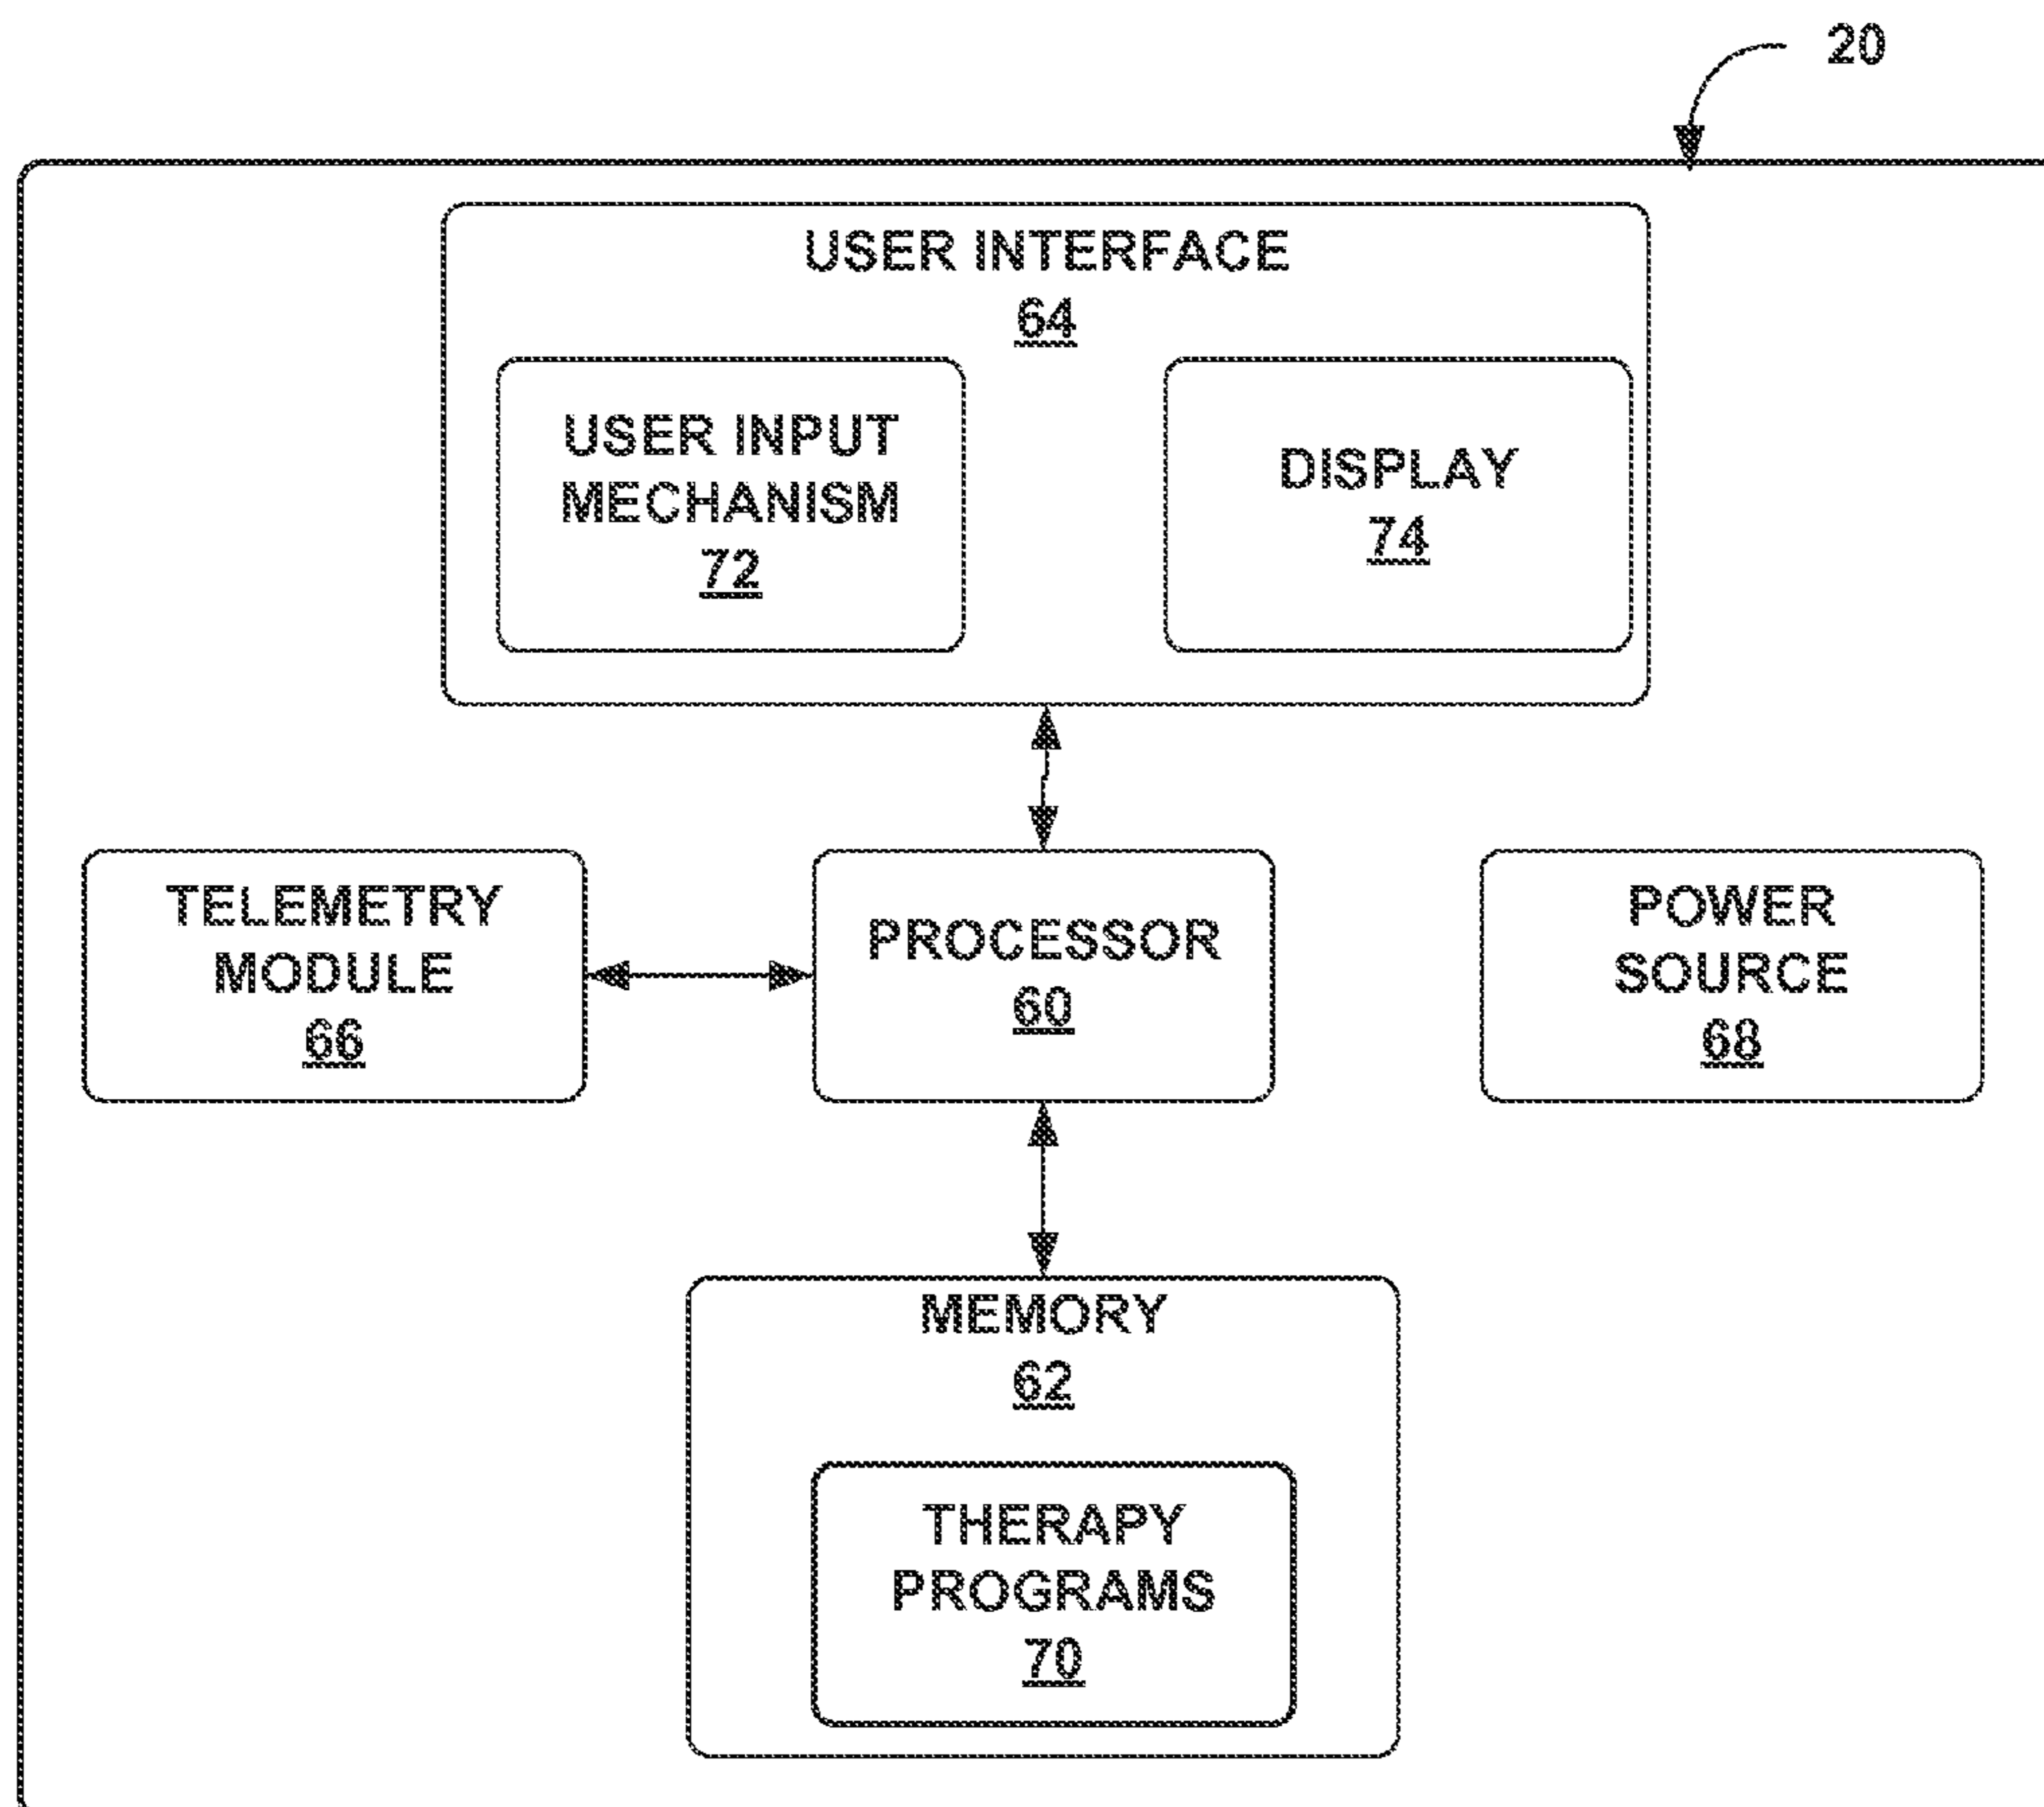 20
USER INTERFACE
64
USER INPUT
MECHANISM
72
DISPLAY
74
TELEMETRY
MODULE
66
PROCESSOR
60
POWER
SOURCE
68
MEMORY
62
THERAPY
PROGRAMS
70